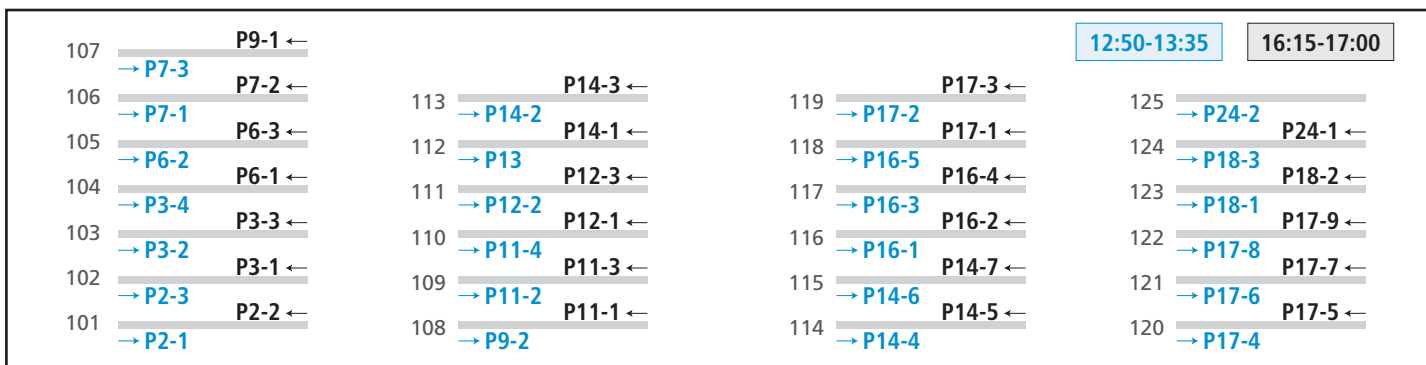 12:50-13:35
16:15-17:00
P9-1 ←
107
→ P7-3
P7-2 ←
106
→ P7-1
P6-3 ←
105
→ P6-2
P6-1 ←
104
→ P3-4
P3-3 ←
103
→ P3-2
P3-1 ←
102
→ P2-3
P2-2 ←
101
→ P2-1
P14-3 ←
113
→ P14-2
P14-1 ←
112
→ P13
P12-3 ←
111
→ P12-2
P12-1 ←
110
→ P11-4
P11-3 ←
109
→ P11-2
P11-1 ←
108
→ P9-2
P17-3 ←
119
→ P17-2
P17-1 ←
118
→ P16-5
P16-4 ←
117
→ P16-3
P16-2 ←
116
→ P16-1
P14-7 ←
115
→ P14-6
P14-5 ←
114
→ P14-4
125
→ P24-2
P24-1 ←
124
→ P18-3
P18-2 ←
123
→ P18-1
P17-9 ←
122
→ P17-8
P17-7 ←
121
→ P17-6
P17-5 ←
120
→ P17-4